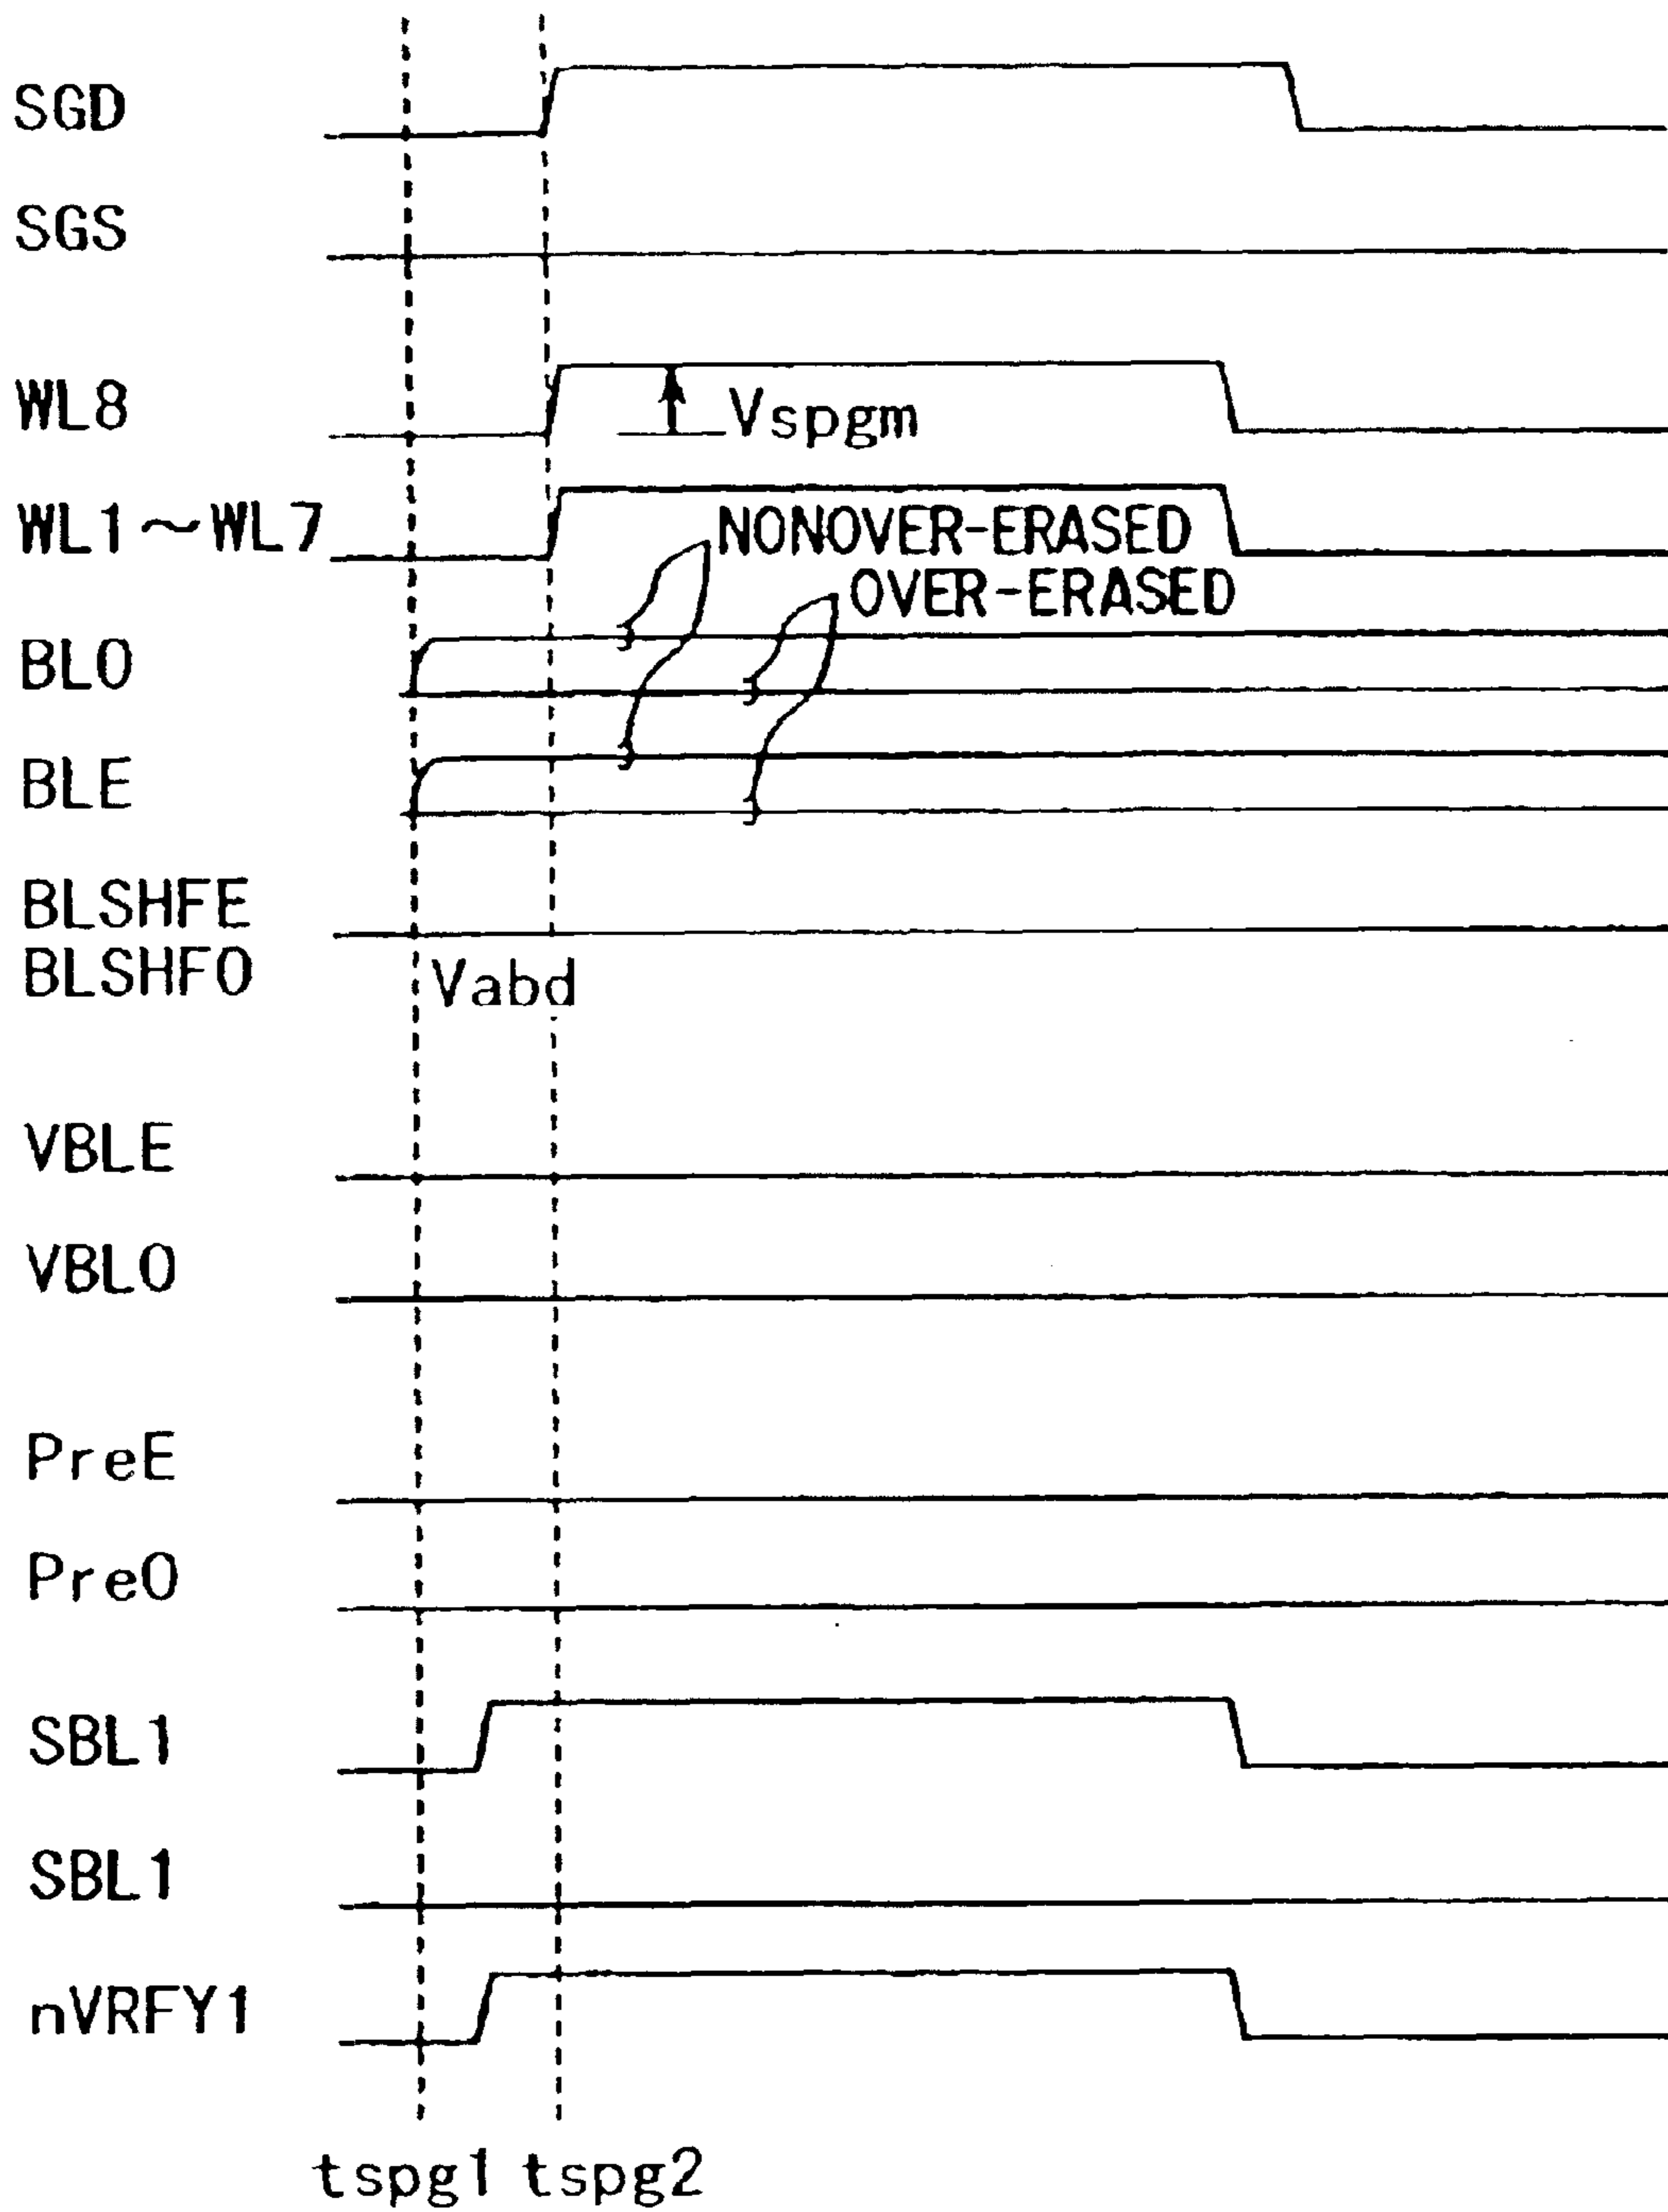 SGD
SGS
WL8
Vspgm
WL1~WL7
NONOVER-ERASED
OVER-ERASED
BLO
BLE
BLSHFE
BLSHFO
Vabd
VBLE
VBLO
PreE
PreO
SBL1
SBL1
nVRFY1
tspg1 tspg2